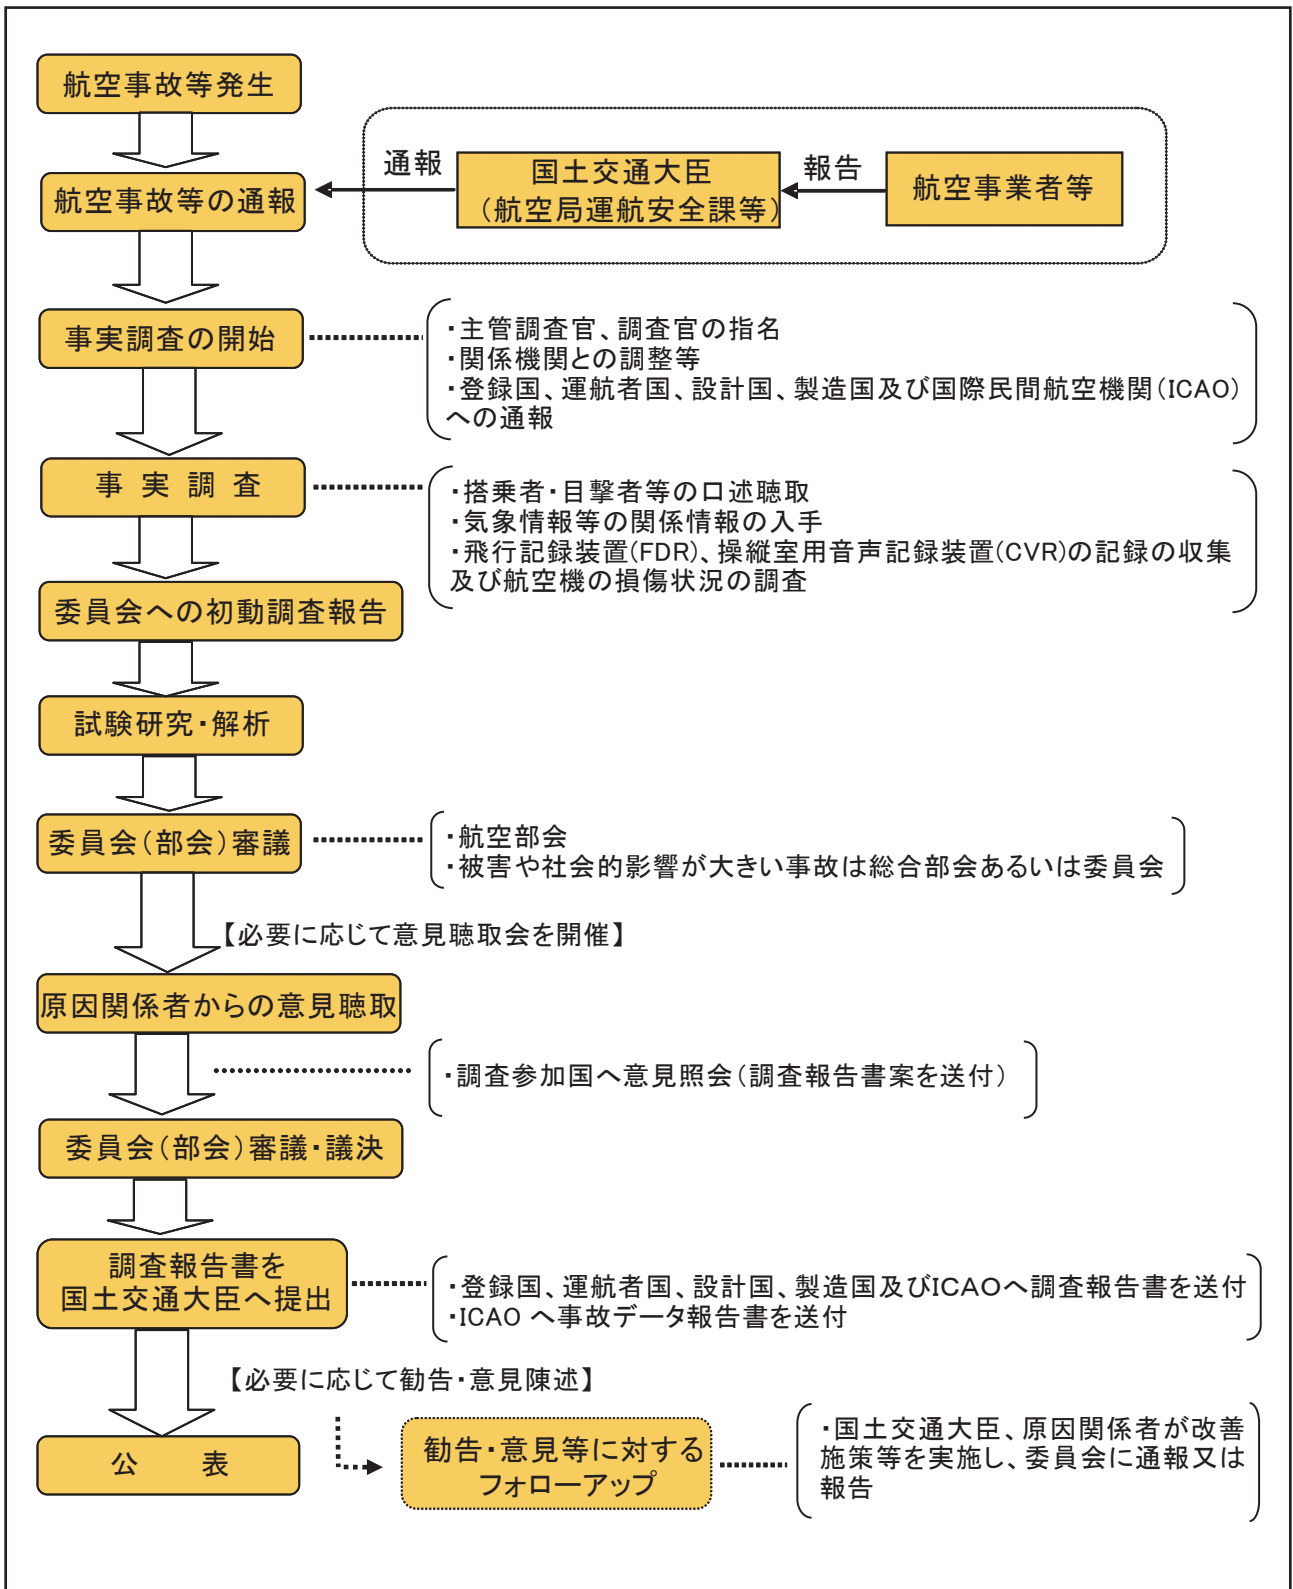 航空事故等発生
通報
国土交通大臣
(航空局運航安全課等)
報告
航空事業者等
航空事故等の通報
事実調査の開始
・主管調査官、調査官の指名
・関係機関との調整等
・登録国、運航者国、設計国、製造国及び国際民間航空機関(ICAO)
への通報
事 実 調 査
・搭乗者・目撃者等の口述聴取
・気象情報等の関係情報の入手
・飛行記録装置(FDR)、操縦室用音声記録装置(CVR)の記録の収集
及び航空機の損傷状況の調査
委員会への初動調査報告
試験研究・解析
委員会(部会)審議
・航空部会
・被害や社会的影響が大きい事故は総合部会あるいは委員会
【必要に応じて意見聴取会を開催】
原因関係者からの意見聴取
・調査参加国へ意見照会(調査報告書案を送付)
委員会(部会)審議・議決
調査報告書を
国土交通大臣へ提出
・登録国、運航者国、設計国、製造国及びICAOへ調査報告書を送付
・ICAO へ事故データ報告書を送付
【必要に応じて勧告・意見陳述】
公 表
勧告・意見等に対する
フォローアップ
・国土交通大臣、原因関係者が改善
施策等を実施し、委員会に通報又は
報告